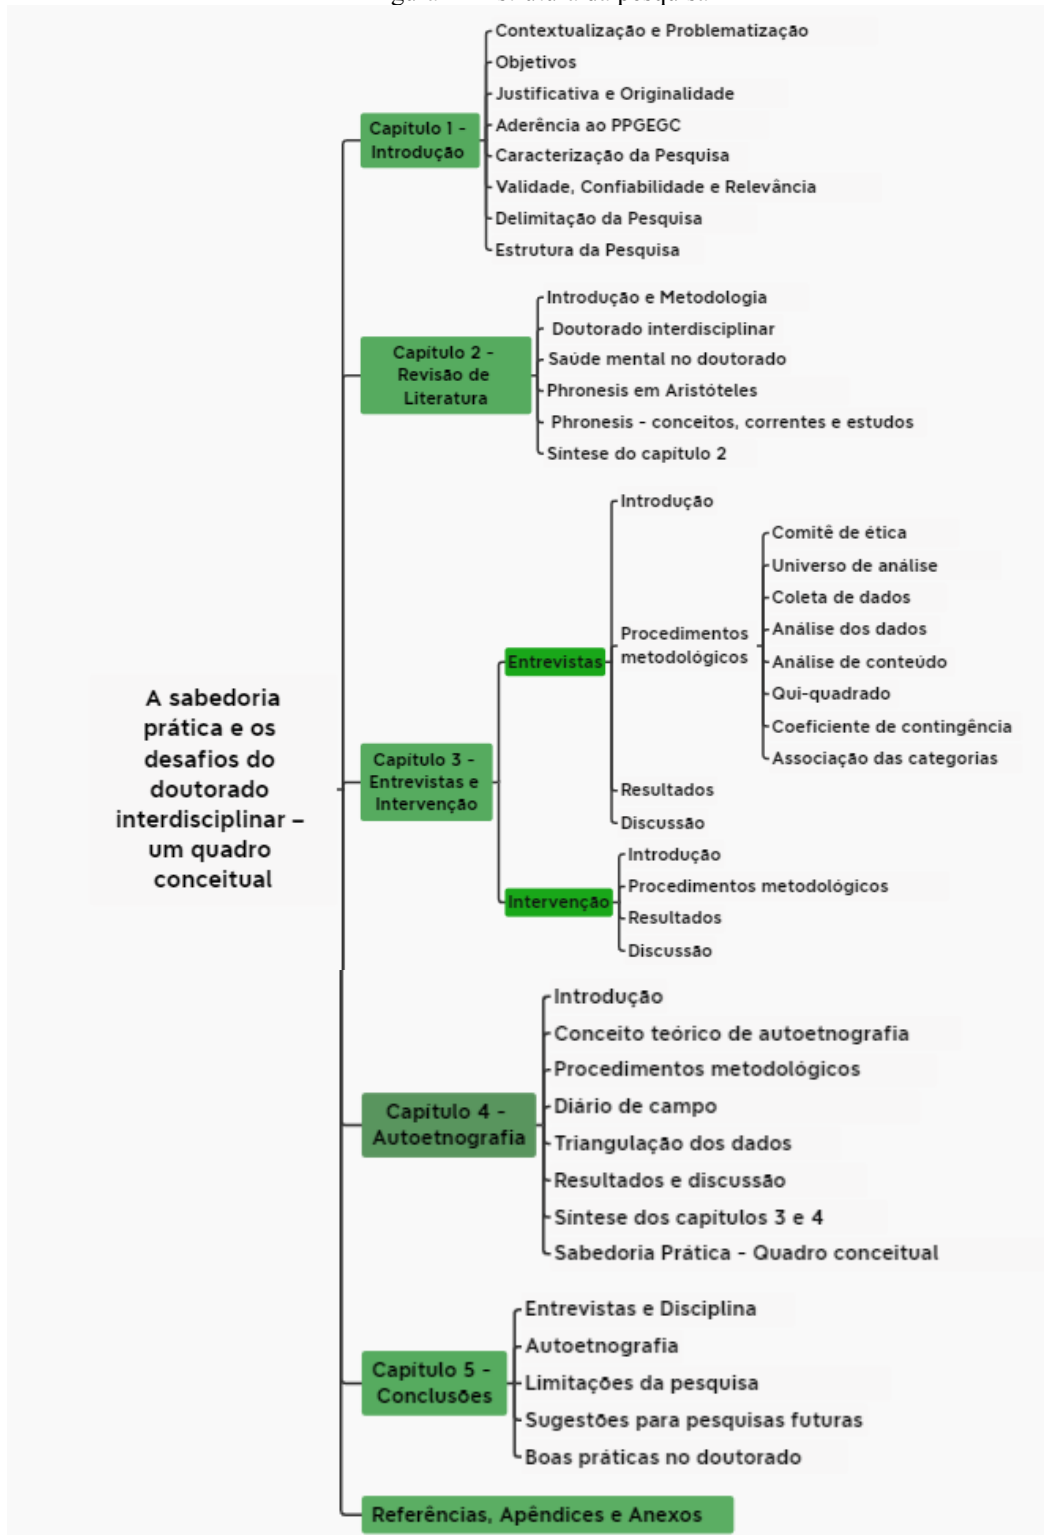 Contextualização e Problematização
Objetivos
Justificativa e Originalidade
Capítulo 1 -
Introdução
Aderência ao PPGEGC
Caracterização da Pesquisa
Validade, Confiabilidade e Relevância
Delimitação da Pesquisa
Estrutura da Pesquisa
Capítulo 2 -
Revisão de
Literatura
Introdução e Metodologia
Doutorado interdisciplinar
Saúde mental no doutorado
Phronesis em Aristóteles
Phronesis - conceitos, correntes e estudos
Síntese do capítulo 2
A sabedoria
prática e os
desafios do
doutorado
interdisciplinar –
um quadro
conceitual
Capítulo 3 -
Entrevistas e
Intervenção
Entrevistas
Introdução
Procedimentos
metodológicos
Comitê de ética
Universo de análise
Coleta de dados
Análise dos dados
Análise de conteúdo
Qui-quadrado
Coeficiente de contingência
Associação das categorias
Resultados
Discussão
Intervenção
Introdução
Procedimentos metodológicos
Resultados
Discussão
Capítulo 4 -
Autoetnografia
Introdução
Conceito teórico de autoetnografia
Procedimentos metodológicos
Diário de campo
Triangulação dos dados
Resultados e discussão
Síntese dos capítulos 3 e 4
Sabedoria Prática - Quadro conceitual
Capítulo 5 -
Conclusões
Entrevistas e Disciplina
Autoetnografia
Limitações da pesquisa
Sugestões para pesquisas futuras
Boas práticas no doutorado
Referências, Apêndices e Anexos